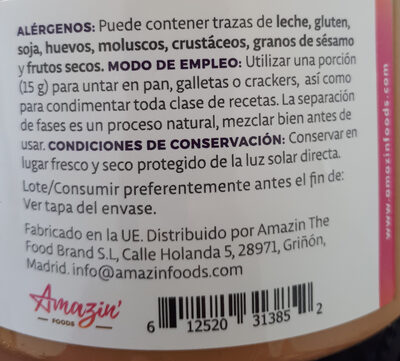 ALÉRGENOS: Puede contener trazas de leche, gluten,
soja, huevos, moluscos, crustáceos, granos de sésamo
y frutos secos. MODO DE EMPLEO: Utilizar una porción
(15 g) para untar en pan, galletas o crackers, así como
para condimentar toda clase de recetas. La separación
de fases es un proceso natural, mezclar bien antes de
usar. CONDICIONES DE CONSERVACIÓN: Conservar en
lugar fresco y seco protegido de la luz solar directa.
Lote/Consumir preferentemente antes el fin de:
Ver tapa del envase.
Fabricado en la UE. Distribuido por Amazin The
Food Brand S.L, Calle Holanda 5, 28971, Griñón,
Madrid. info@amazinfoods.com
Amazin'
FOODS
6 12520 31385 2
www.amazinfoods.com